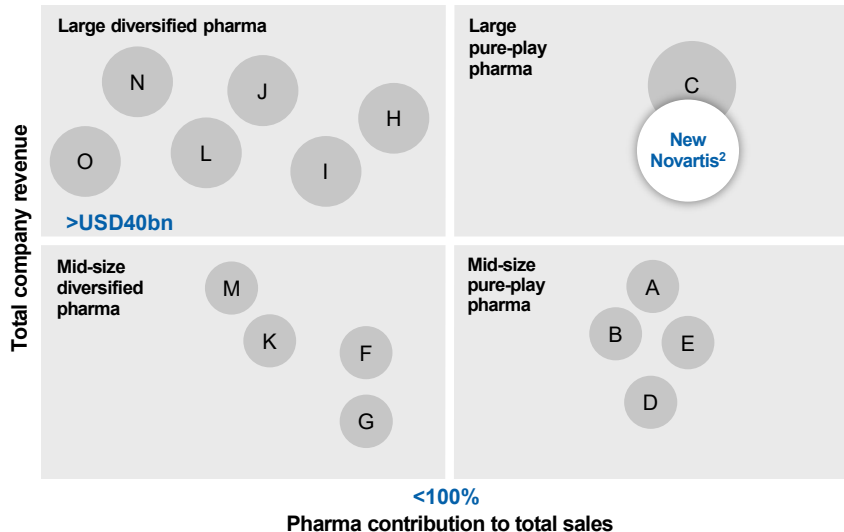 Large diversified pharma
N
J
H
L
O
I
>USD40bn
Large
pure-play
pharma
C
New
Novartis2
Total company revenue
Mid-size
diversified
pharma
M
K
F
G
Mid-size
pure-play
pharma
A
B
E
D
<100%
Pharma contribution to total sales